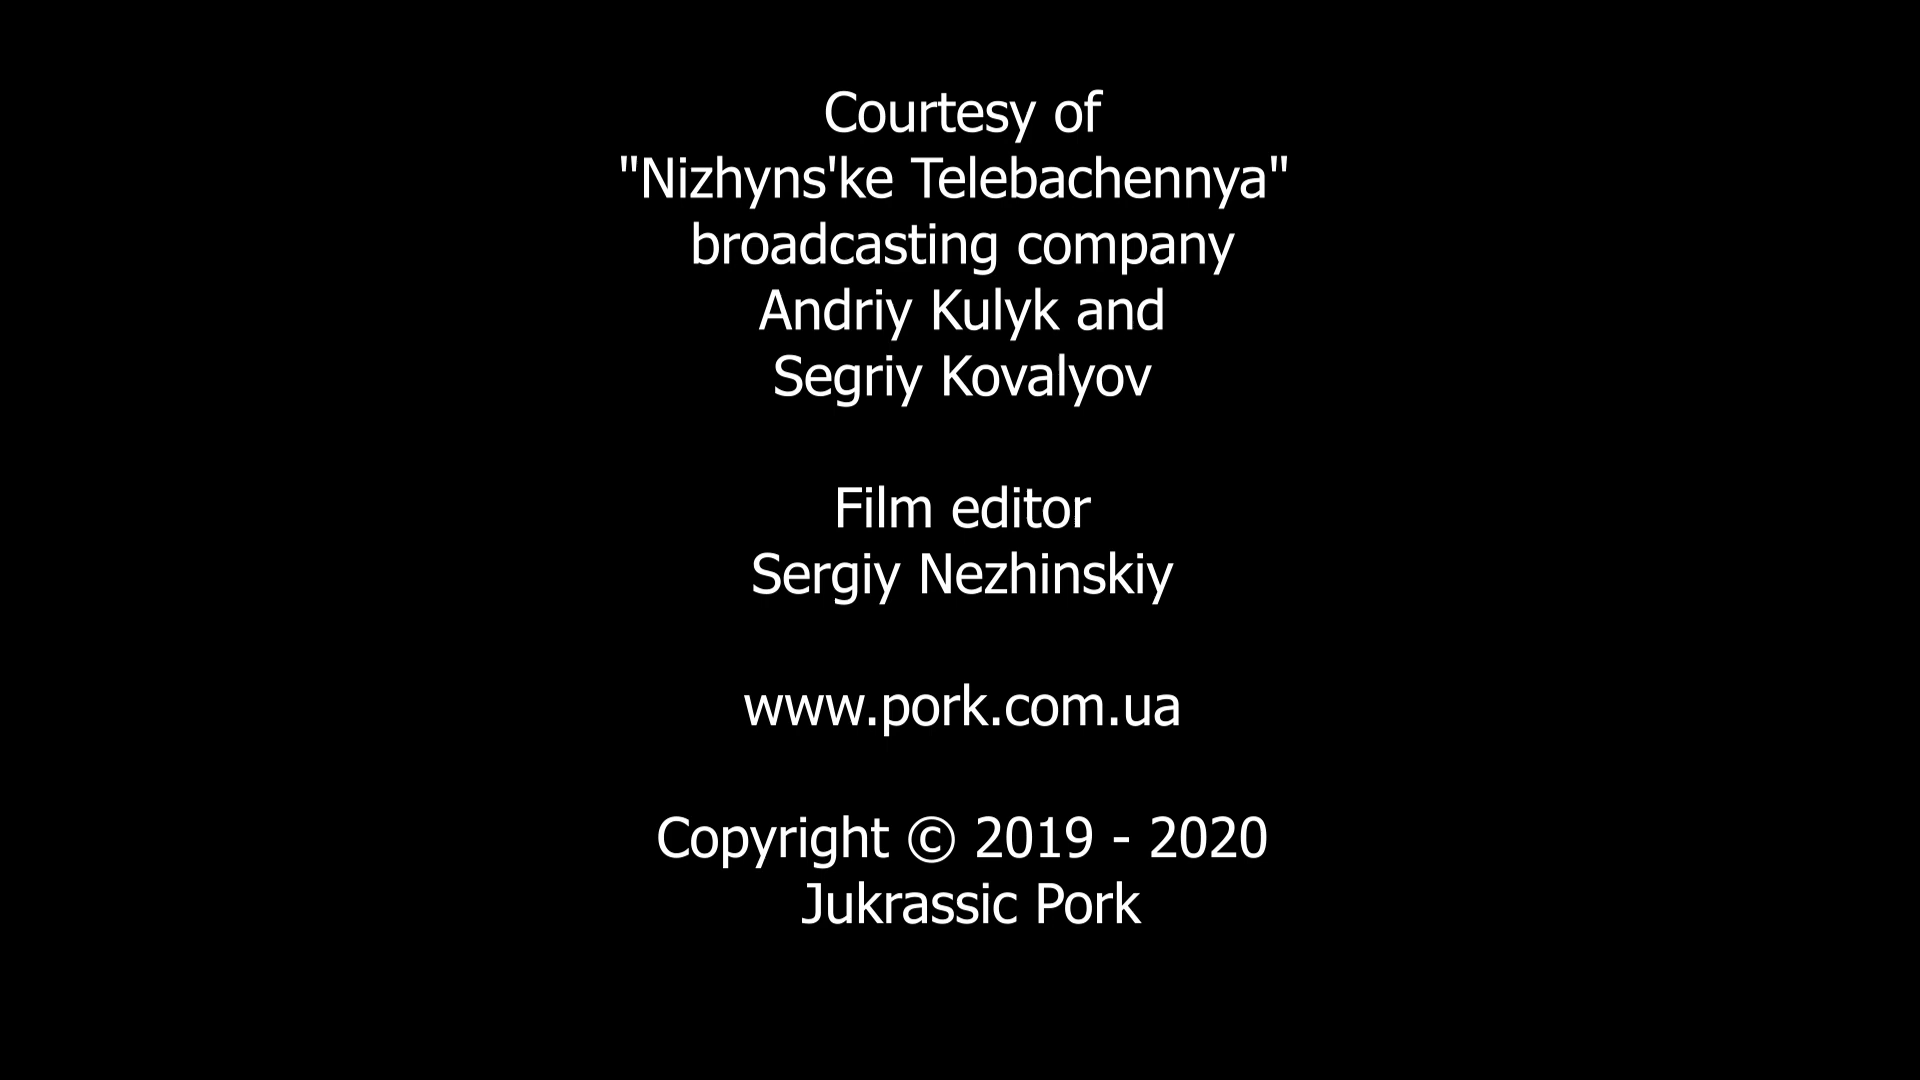 Courtesy of
"Nizhyns'ke Telebachennya"
broadcasting company
Andriy Kulyk and
Segriy Kovalyov
Film editor
Sergiy Nezhinskiy
www.pork.com.ua
Copyright © 2019 - 2020
Jukrassic Pork